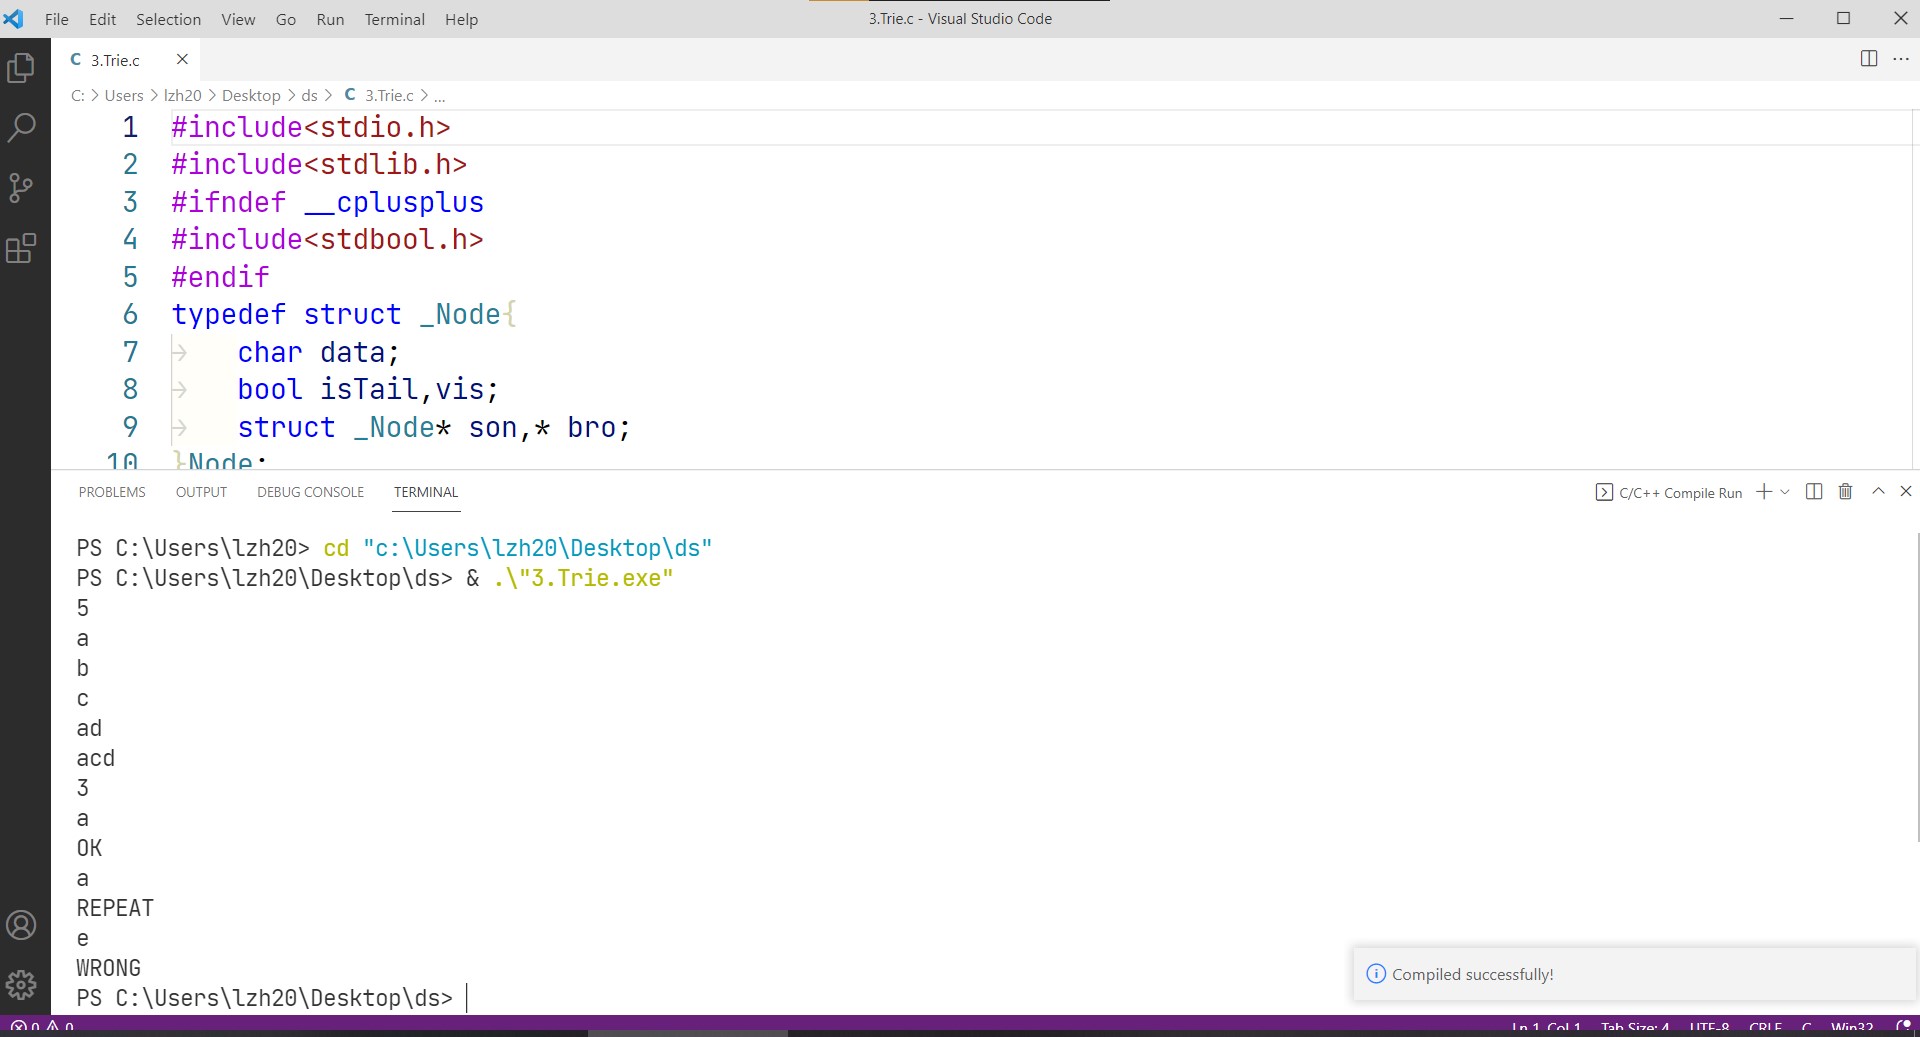 File Edit Selection View Go Run Terminal Help 3.Trie.c - Visual Studio Code
C 3.Trie.c
C: > Users > lzh20 > Desktop > ds > C 3.Trie.c > ...
1 #include<stdio.h>
2 #include<stdlib.h>
3 #ifndef __cplusplus
4 #include<stdbool.h>
5 #endif
6 typedef struct _Node{
7 char data;
8 bool isTail,vis;
9 struct _Node* son,* bro;
10 }Node;
PROBLEMS OUTPUT DEBUG CONSOLE TERMINAL C/C++ Compile Run
PS C:\Users\lzh20> cd "c:\Users\lzh20\Desktop\ds"
PS C:\Users\lzh20\Desktop\ds> & .\"3.Trie.exe"
5
a
b
c
ad
acd
3
a
OK
a
REPEAT
e
WRONG
PS C:\Users\lzh20\Desktop\ds>
Compiled successfully!
0 0 Ln 1, Col 1 Tab Size: 4 UTF-8 CRLF C Win32